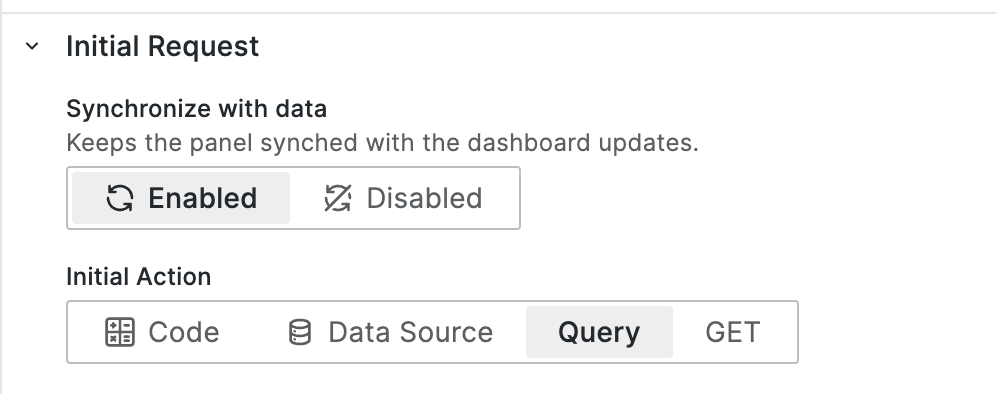 Initial Request
Synchronize with data
Keeps the panel synched with the dashboard updates.
Enabled Disabled
Initial Action
Code Data Source Query GET